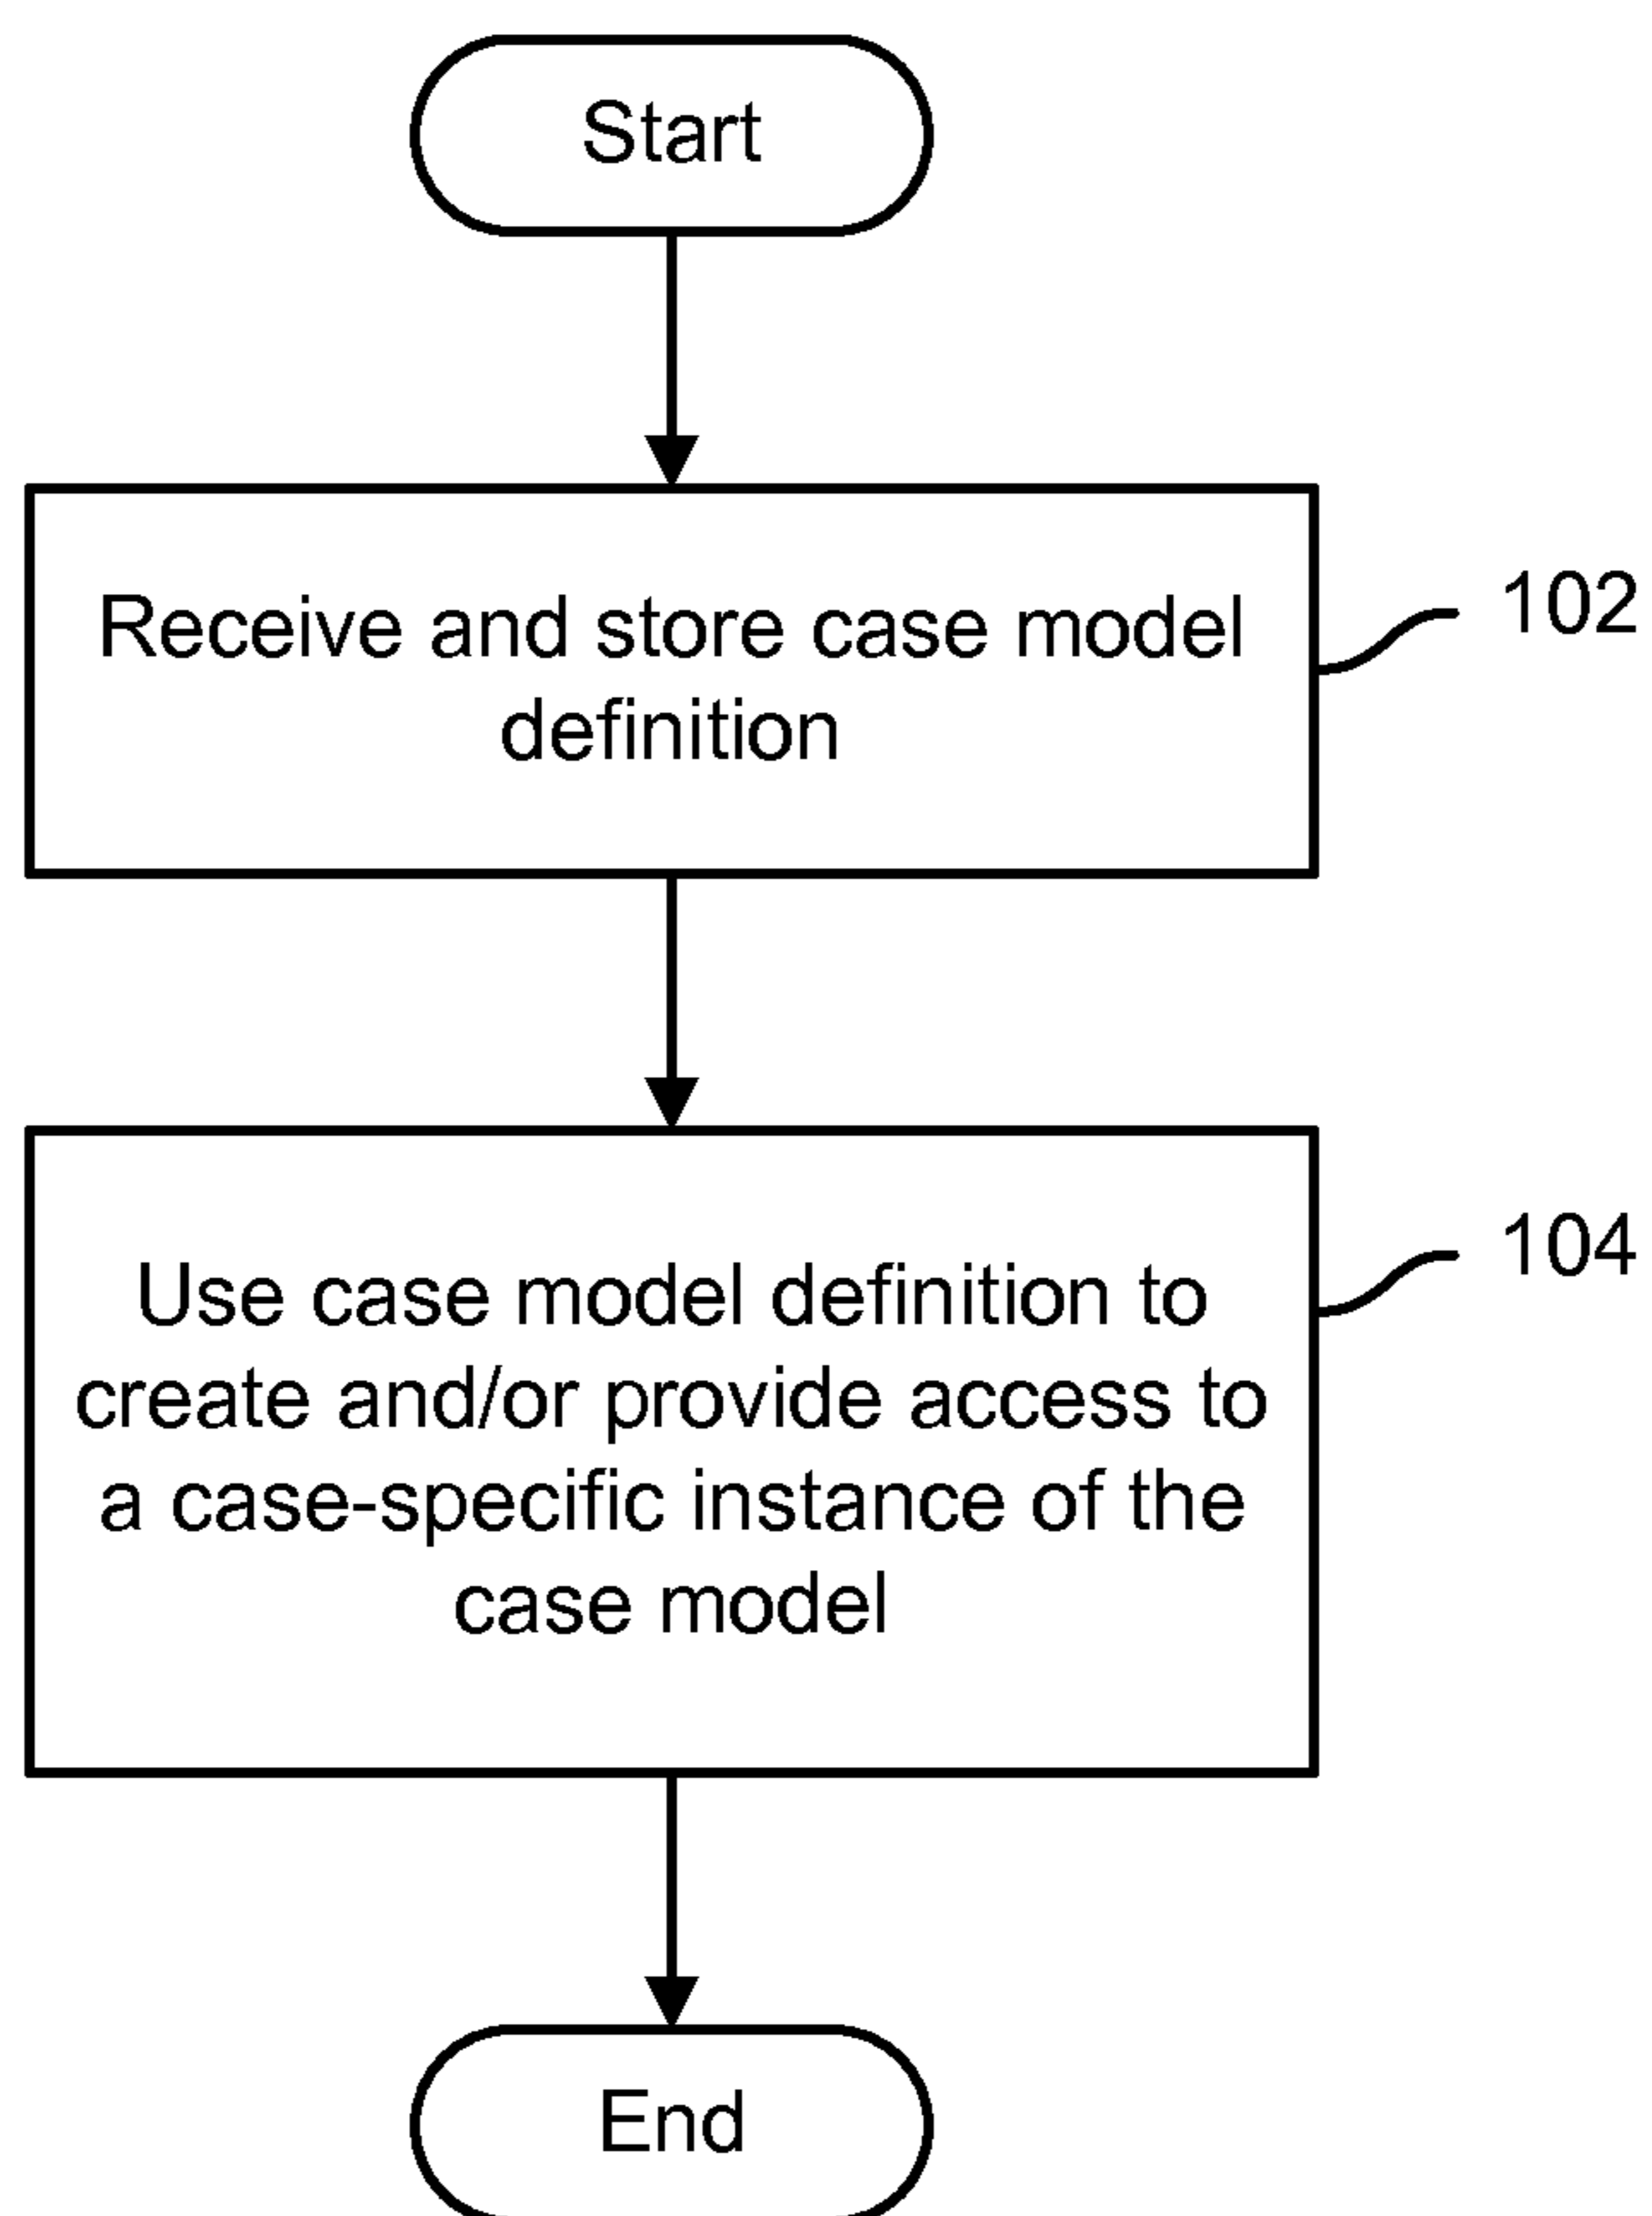 Start
Receive and store case model
definition
102
Use case model definition to
create and/or provide access to
a case-specific instance of the
case model
104
End